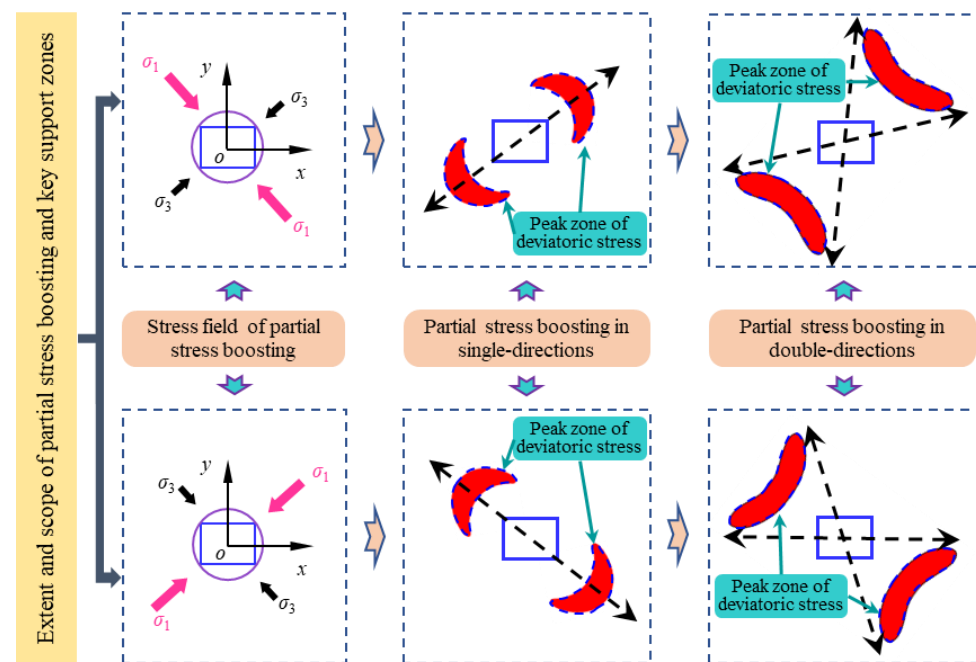 Extent and scope of partial stress boosting and key support zones
σ1
y
σ3
o
x
σ3
σ1
Peak zone of
deviatoric stress
Peak zone of
deviatoric stress
Stress field of partial
stress boosting
Partial stress boosting in
single-directions
Partial stress boosting in
double-directions
y
σ1
σ3
o
x
σ3
σ1
Peak zone of
deviatoric stress
Peak zone of
deviatoric stress